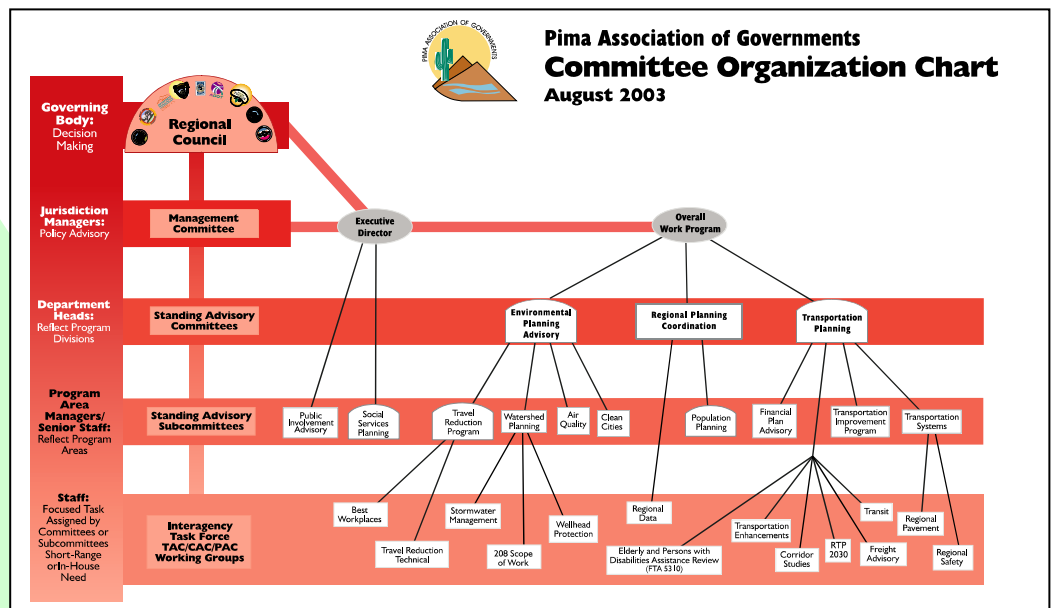 PIMA ASSOCIATION OF GOVERNMENTS
Pima Association of Governments
Committee Organization Chart
August 2003
Governing
Body:
Decision
Making
Regional
Council
Jurisdiction
Managers:
Policy Advisory
Management
Committee
Executive
Director
Overall
Work Program
Department
Heads:
Reflect Program
Divisions
Standing Advisory
Committees
Environmental
Planning
Advisory
Regional Planning
Coordination
Transportation
Planning
Program
Area
Managers/
Senior Staff:
Reflect Program
Areas
Standing Advisory
Subcommittees
Public
Involvement
Advisory
Social
Services
Planning
Travel
Reduction
Program
Watershed
Planning
Air
Quality
Clean
Cities
Population
Planning
Financial
Plan
Advisory
Transportation
Improvement
Program
Transportation
Systems
Staff:
Focused Task
Assigned by
Committees or
Subcommittees
Short-Range
orIn-House
Need
Interagency
Task Force
TAC/CAC/PAC
Working Groups
Best
Workplaces
Travel Reduction
Technical
Stormwater
Management
208 Scope
of Work
Wellhead
Protection
Regional
Data
Elderly and Persons with
Disabilities Assistance Review
(FTA 5310)
Transportation
Enhancements
Corridor
Studies
RTP
2030
Freight
Advisory
Transit
Regional
Pavement
Regional
Safety